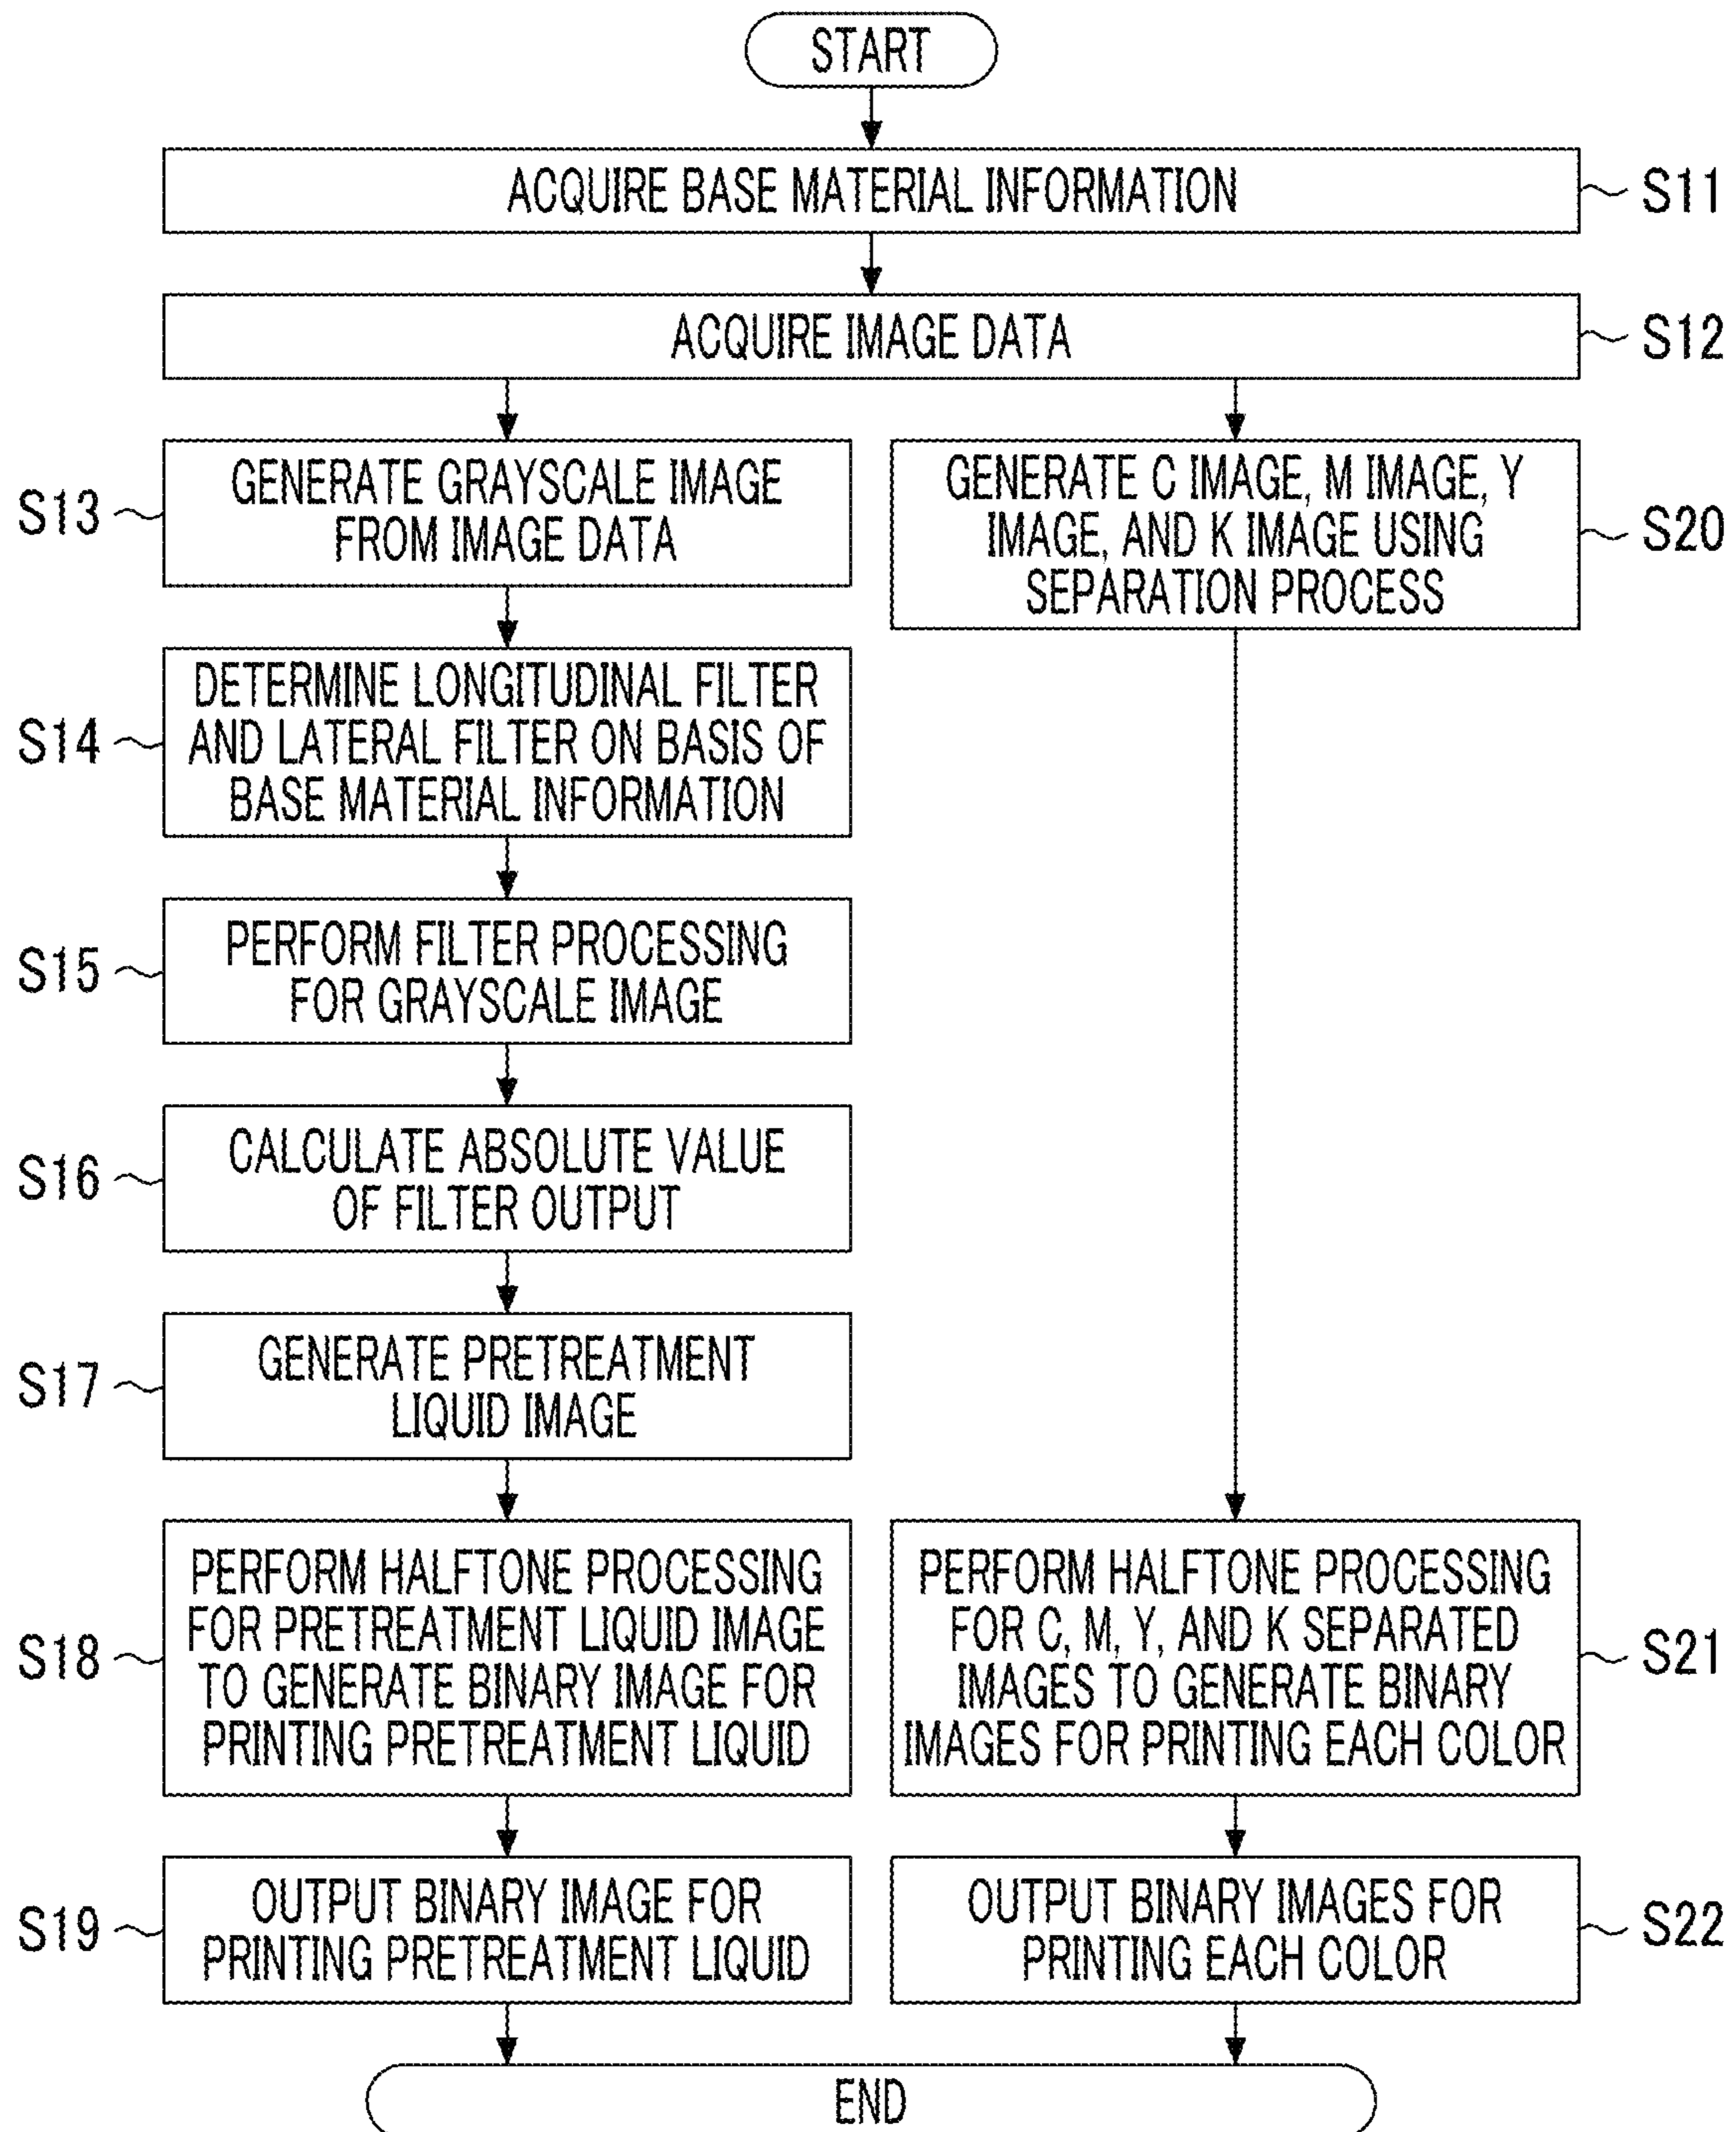 START
ACQUIRE BASE MATERIAL INFORMATION
S11
ACQUIRE IMAGE DATA
S12
S13
GENERATE GRAYSCALE IMAGE
FROM IMAGE DATA
GENERATE C IMAGE, M IMAGE, Y
IMAGE, AND K IMAGE USING
SEPARATION PROCESS
S20
S14
DETERMINE LONGITUDINAL FILTER
AND LATERAL FILTER ON BASIS OF
BASE MATERIAL INFORMATION
S15
PERFORM FILTER PROCESSING
FOR GRAYSCALE IMAGE
S16
CALCULATE ABSOLUTE VALUE
OF FILTER OUTPUT
S17
GENERATE PRETREATMENT
LIQUID IMAGE
S18
PERFORM HALFTONE PROCESSING
FOR PRETREATMENT LIQUID IMAGE
TO GENERATE BINARY IMAGE FOR
PRINTING PRETREATMENT LIQUID
PERFORM HALFTONE PROCESSING
FOR C, M, Y, AND K SEPARATED
IMAGES TO GENERATE BINARY
IMAGES FOR PRINTING EACH COLOR
S21
S19
OUTPUT BINARY IMAGE FOR
PRINTING PRETREATMENT LIQUID
OUTPUT BINARY IMAGES FOR
PRINTING EACH COLOR
S22
END